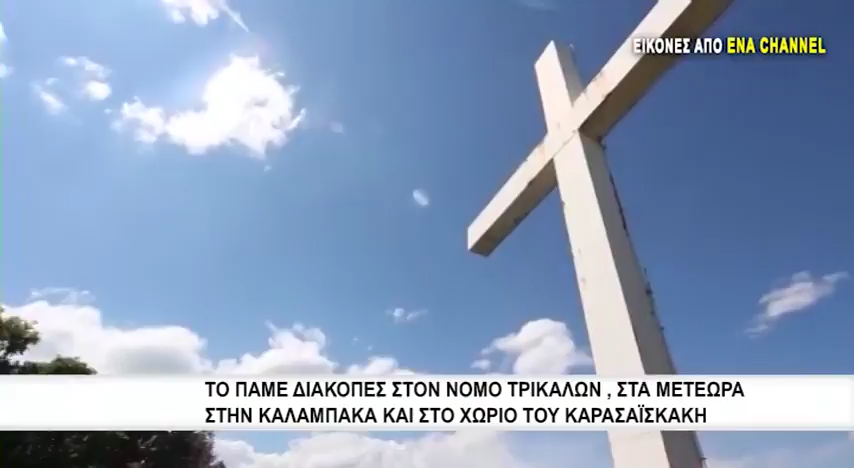 ΕΙΚΟΝΕΣ ΑΠΟ ENA CHANNEL
ΤΟ ΠΑΜΕ ΔΙΑΚΟΠΕΣ ΣΤΟΝ ΝΟΜΟ ΤΡΙΚΑΛΩΝ , ΣΤΑ ΜΕΤΕΩΡΑ
ΣΤΗΝ ΚΑΛΑΜΠΑΚΑ ΚΑΙ ΣΤΟ ΧΩΡΙΟ ΤΟΥ ΚΑΡΑΣΑΪΣΚΑΚΗ